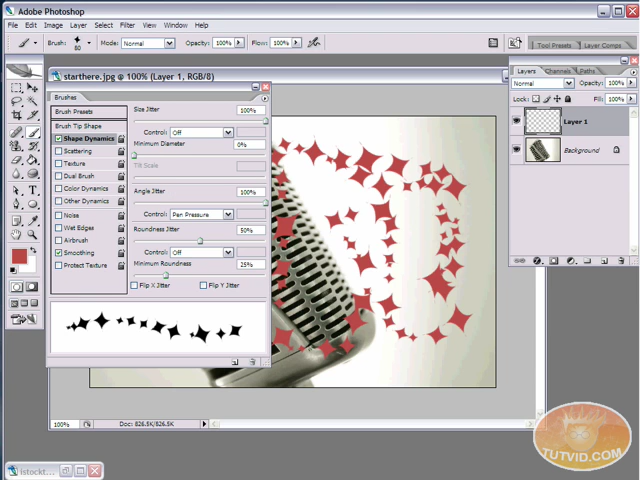 Adobe Photoshop
File Edit Image Layer Select Filter View Window Help
Brush: 60 Mode: Normal Opacity: 100% Flow: 100%
Tool Presets Layer Comps
starthere.jpg @ 100% (Layer 1, RGB/8)
Brushes
Brush Presets
Brush Tip Shape
Shape Dynamics
Scattering
Texture
Dual Brush
Color Dynamics
Other Dynamics
Noise
Wet Edges
Airbrush
Smoothing
Protect Texture
Size Jitter 100%
Control: Off
Minimum Diameter 0%
Tilt Scale
Angle Jitter 100%
Control: Pen Pressure
Roundness Jitter 50%
Control: Off
Minimum Roundness 25%
Flip X Jitter Flip Y Jitter
Layers Channels Paths
Normal Opacity: 100%
Lock: Fill: 100%
Layer 1
Background
100% Doc: 826.5K/826.5K
istockt...
TUTVID.COM